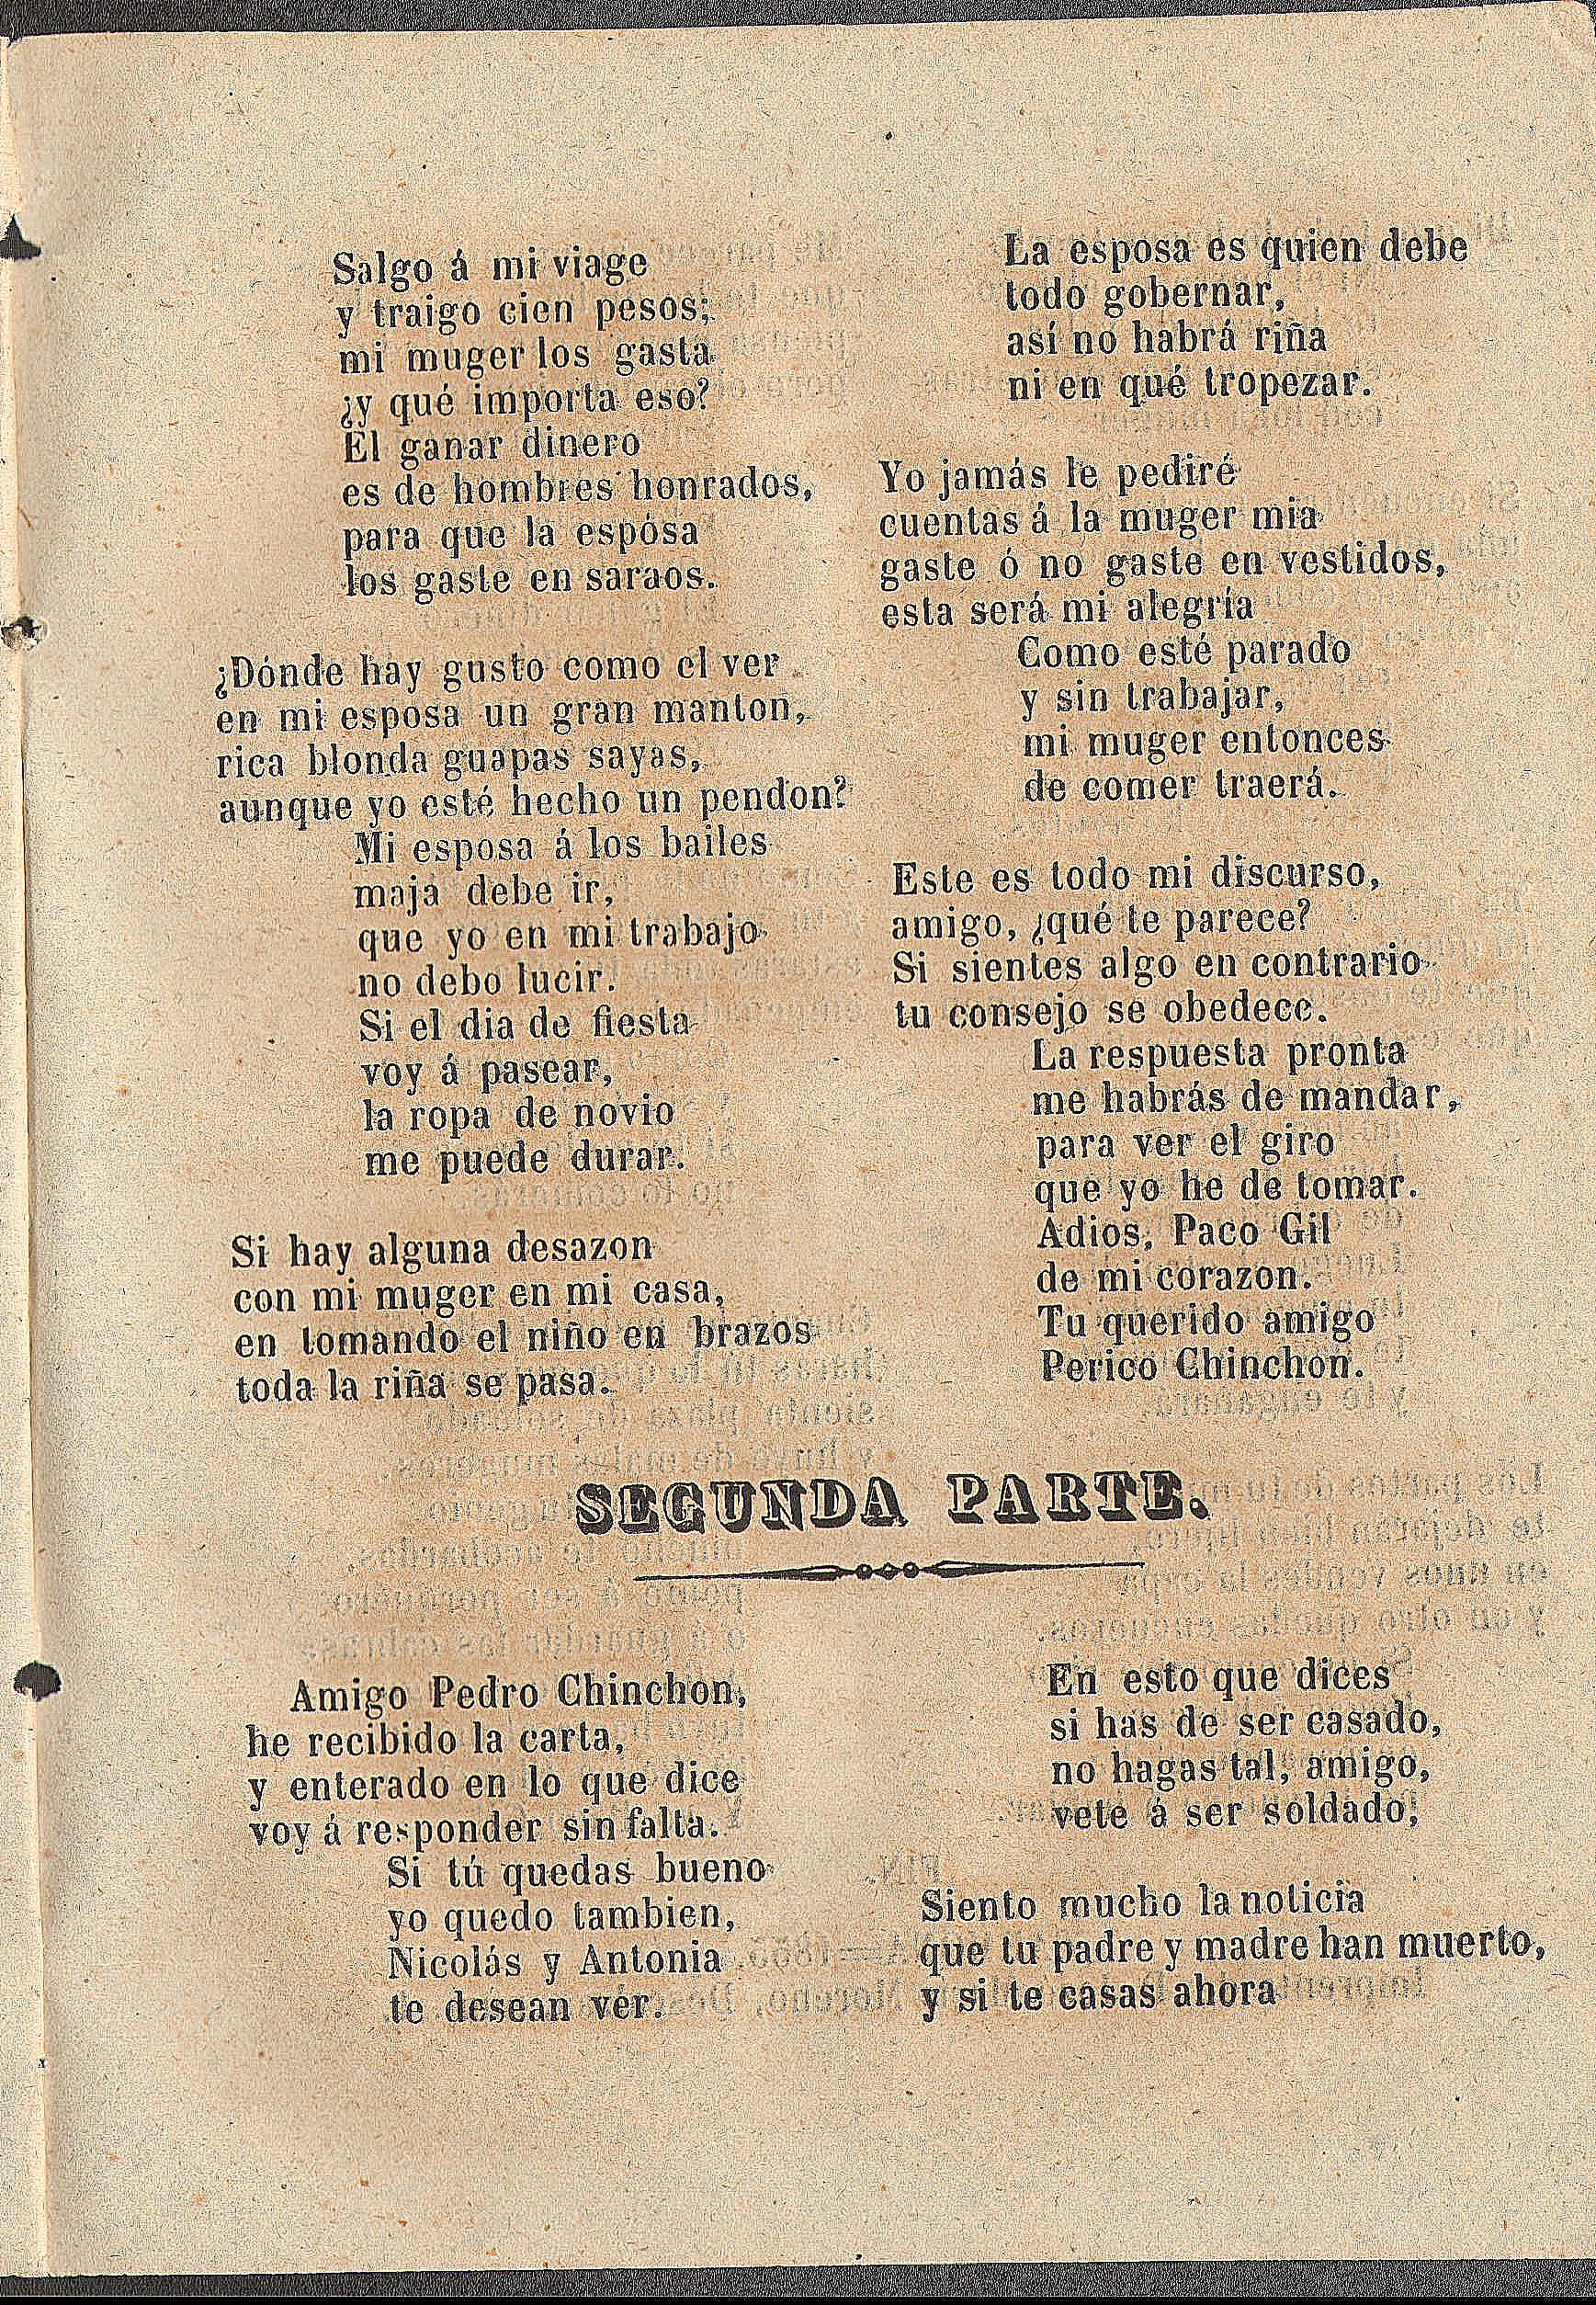 Salgo á mi viage
y traigo cien pesos;
mi muger los gasta
¿y qué importa eso?
El ganar dinero
es de hombres honrados,
para que la esposa
los gaste en saraos.
¿Dónde hay gusto como el ver
en mi esposa un gran manton,
rica blonda guapas sayas,
aunque yo esté hecho un pendon?
Mi esposa á los bailes
maja debe ir,
que yo en mi trabajo
no debo lucir.
Si el dia de fiesta
voy á pasear,
la ropa de novio
me puede durar.
Si hay alguna desazon
con mi muger en mi casa,
en tomando el niño en brazos
toda la riña se pasa.
La esposa es quien debe
todo gobernar,
así no habrá riña
ni en qué tropezar.
Yo jamás le pediré
cuentas á la muger mia
gaste ó no gaste en vestidos,
esta será mi alegría
Como esté parado
y sin trabajar,
mi muger entonces
de comer traerá.
Este es todo mi discurso,
amigo, ¿qué te parece?
Si sientes algo en contrario
tu consejo se obedece.
La respuesta pronta
me habrás de mandar,
para ver el giro
que yo he de tomar.
Adios, Paco Gil
de mi corazon.
Tu querido amigo
Perico Chinchon.
SEGUNDA PARTE.
Amigo Pedro Chinchon,
he recibido la carta,
y enterado en lo que dice
voy á responder sin falta.
Si tú quedas bueno
yo quedo tambien,
Nicolás y Antonia
te desean ver.
En esto que dices
si has de ser casado,
no hagas tal, amigo,
vete á ser soldado;
Siento mucho la noticia
que tu padre y madre han muerto,
y si te casas ahora